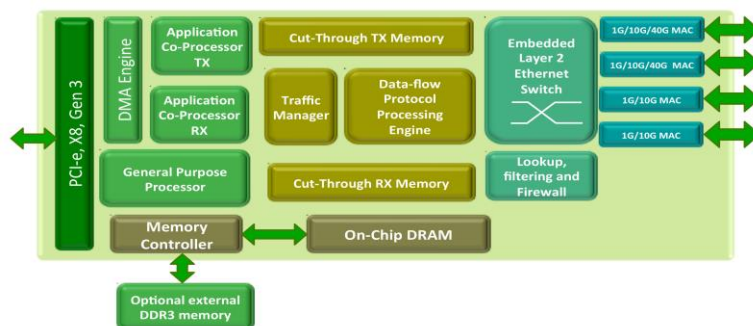 PCI-e, X8, Gen 3
DMA Engine
Application
Co-Processor
TX
Application
Co-Processor
RX
General Purpose
Processor
Cut-Through TX Memory
Traffic
Manager
Data-flow
Protocol
Processing
Engine
Cut-Through RX Memory
Embedded
Layer 2
Ethernet
Switch
Lookup,
filtering and
Firewall
1G/10G/40G MAC
1G/10G/40G MAC
1G/10G MAC
1G/10G MAC
Memory
Controller
On-Chip DRAM
Optional external
DDR3 memory